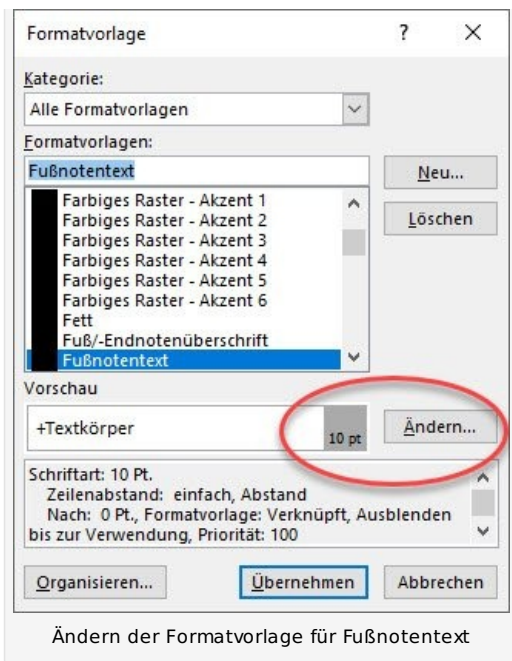 Formatvorlage ?
Kategorie:
Alle Formatvorlagen
Formatvorlagen:
Fußnotentext
Neu...
Farbiges Raster - Akzent 1
Farbiges Raster - Akzent 2
Löschen
Farbiges Raster - Akzent 3
Farbiges Raster - Akzent 4
Farbiges Raster - Akzent 5
Farbiges Raster - Akzent 6
Fett
Fuß/-Endnotenüberschrift
Fußnotentext
Vorschau
+Textkörper
10 pt
Ändern...
Schriftart: 10 Pt.
Zeilenabstand: einfach, Abstand
Nach: 0 Pt., Formatvorlage: Verknüpft, Ausblenden
bis zur Verwendung, Priorität: 100
Organisieren... Übernehmen Abbrechen
Ändern der Formatvorlage für Fußnotentext